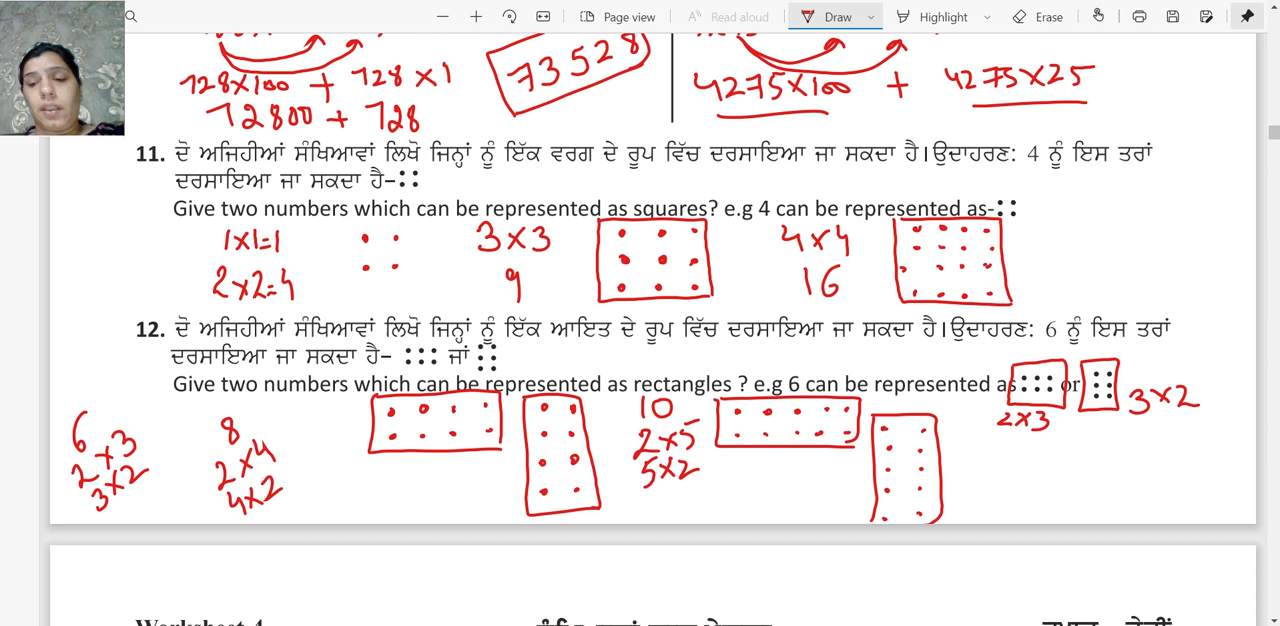 Page view
Read aloud
Draw
Highlight
Erase
128×100 + 128×1
12800 + 728
73528
4275×100 + 4275×25
11. ਦੋ ਅਜਿਹੀਆਂ ਸੰਖਿਆਵਾਂ ਲਿਖੋ ਜਿਨ੍ਹਾਂ ਨੂੰ ਇੱਕ ਵਰਗ ਦੇ ਰੂਪ ਵਿੱਚ ਦਰਸਾਇਆ ਜਾ ਸਕਦਾ ਹੈ।ਉਦਾਹਰਣ: 4 ਨੂੰ ਇਸ ਤਰਾਂ
ਦਰਸਾਇਆ ਜਾ ਸਕਦਾ ਹੈ-
Give two numbers which can be represented as squares? e.g 4 can be represented as-
1×1=1
2×2=4
3×3
9
4×4
16
12. ਦੋ ਅਜਿਹੀਆਂ ਸੰਖਿਆਵਾਂ ਲਿਖੋ ਜਿਨ੍ਹਾਂ ਨੂੰ ਇੱਕ ਆਇਤ ਦੇ ਰੂਪ ਵਿੱਚ ਦਰਸਾਇਆ ਜਾ ਸਕਦਾ ਹੈ।ਉਦਾਹਰਣ: 6 ਨੂੰ ਇਸ ਤਰਾਂ
ਦਰਸਾਇਆ ਜਾ ਸਕਦਾ ਹੈ- ਜਾਂ
Give two numbers which can be represented as rectangles ? e.g 6 can be represented as or
2×3
3×2
6
2×3
3×2
8
2×4
4×2
10
2×5
5×2